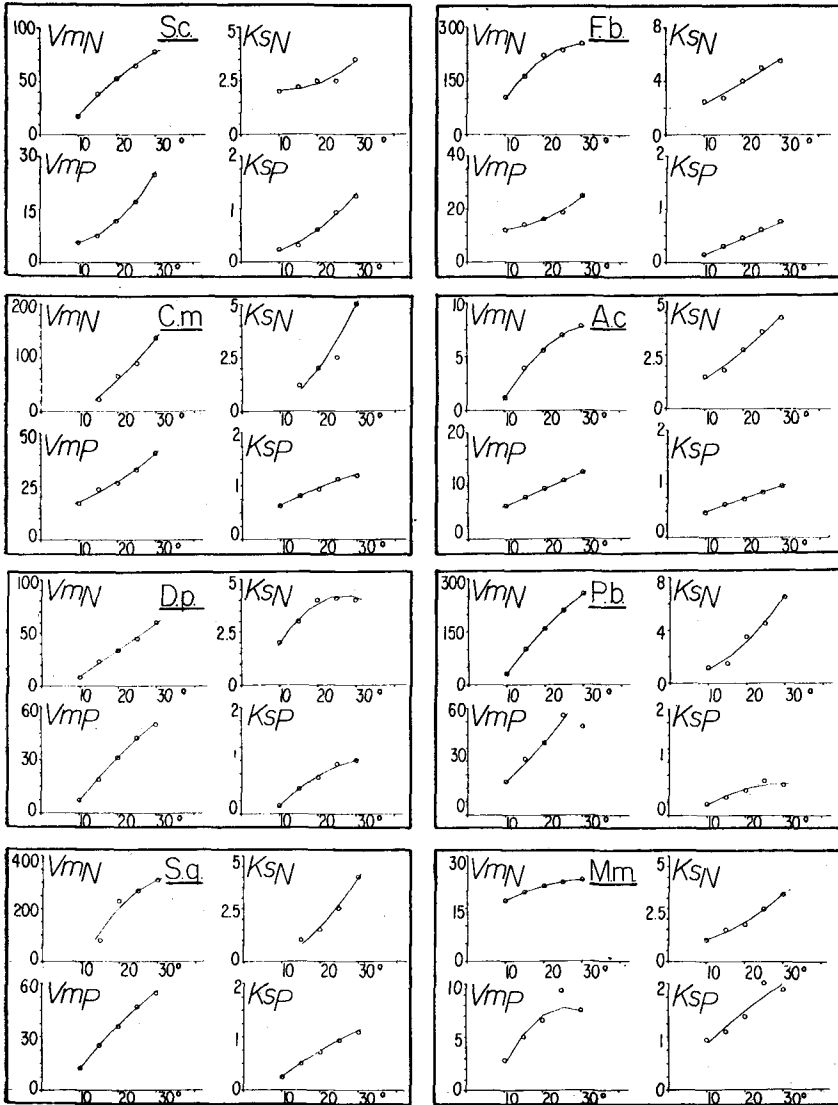 VmN S.c. KsN
100 5
50 2.5
0 0
10 20 30° 10 20 30°
VmP KsP
30 2
15 1
0 0
10 20 30° 10 20 30°
VmN F.b. KsN
300 8
150 4
0 0
10 20 30° 10 20 30°
VmP KsP
40 2
20 1
0 0
10 20 30° 10 20 30°
VmN C.m KsN
200 5
100 2.5
0 0
10 20 30° 10 20 30°
VmP KsP
50 2
25 1
0 0
10 20 30° 10 20 30°
VmN A.c KsN
10 5
5 2.5
0 0
10 20 30° 10 20 30°
VmP KsP
20 2
10 1
0 0
10 20 30° 10 20 30°
VmN D.p. KsN
100 5
50 2.5
0 0
10 20 30° 10 20 30°
VmP KsP
60 2
30 1
0 0
10 20 30° 10 20 30°
VmN P.b. KsN
300 8
150 4
0 0
10 20 30° 10 20 30°
VmP KsP
60 2
30 1
0 0
10 20 30° 10 20 30°
VmN S.q. KsN
400 5
200 2.5
0 0
10 20 30° 10 20 30°
VmP KsP
60 2
30 1
0 0
10 20 30° 10 20 30°
VmN M.m. KsN
30 5
15 2.5
0 0
10 20 30° 10 20 30°
VmP KsP
10 2
5 1
0 0
10 20 30° 10 20 30°